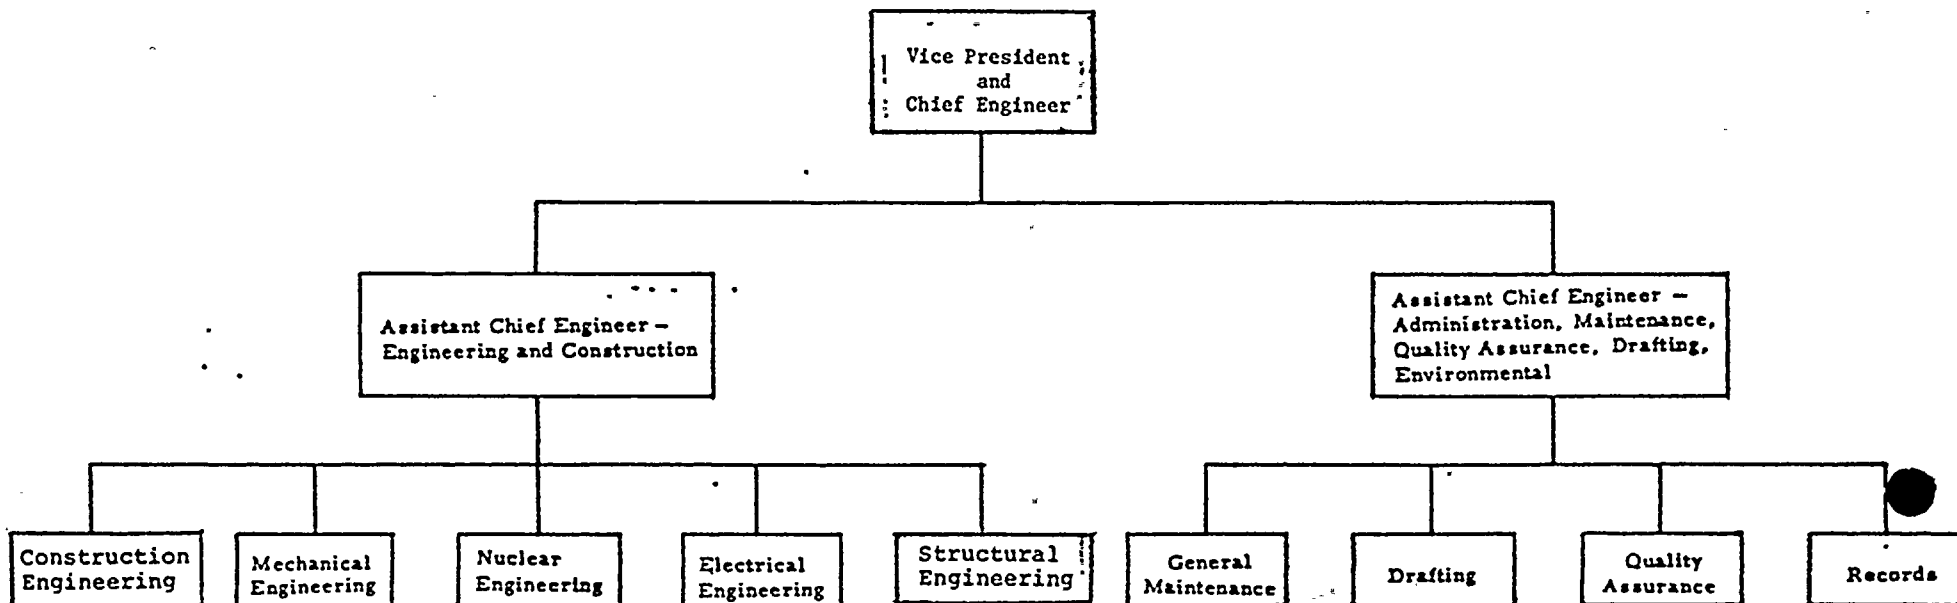 Vice President
and
Chief Engineer
Assistant Chief Engineer —
Engineering and Construction
Assistant Chief Engineer —
Administration, Maintenance,
Quality Assurance, Drafting,
Environmental
Construction
Engineering
Mechanical
Engineering
Nuclear
Engineering
Electrical
Engineering
Structural
Engineering
General
Maintenance
Drafting
Quality
Assurance
Records